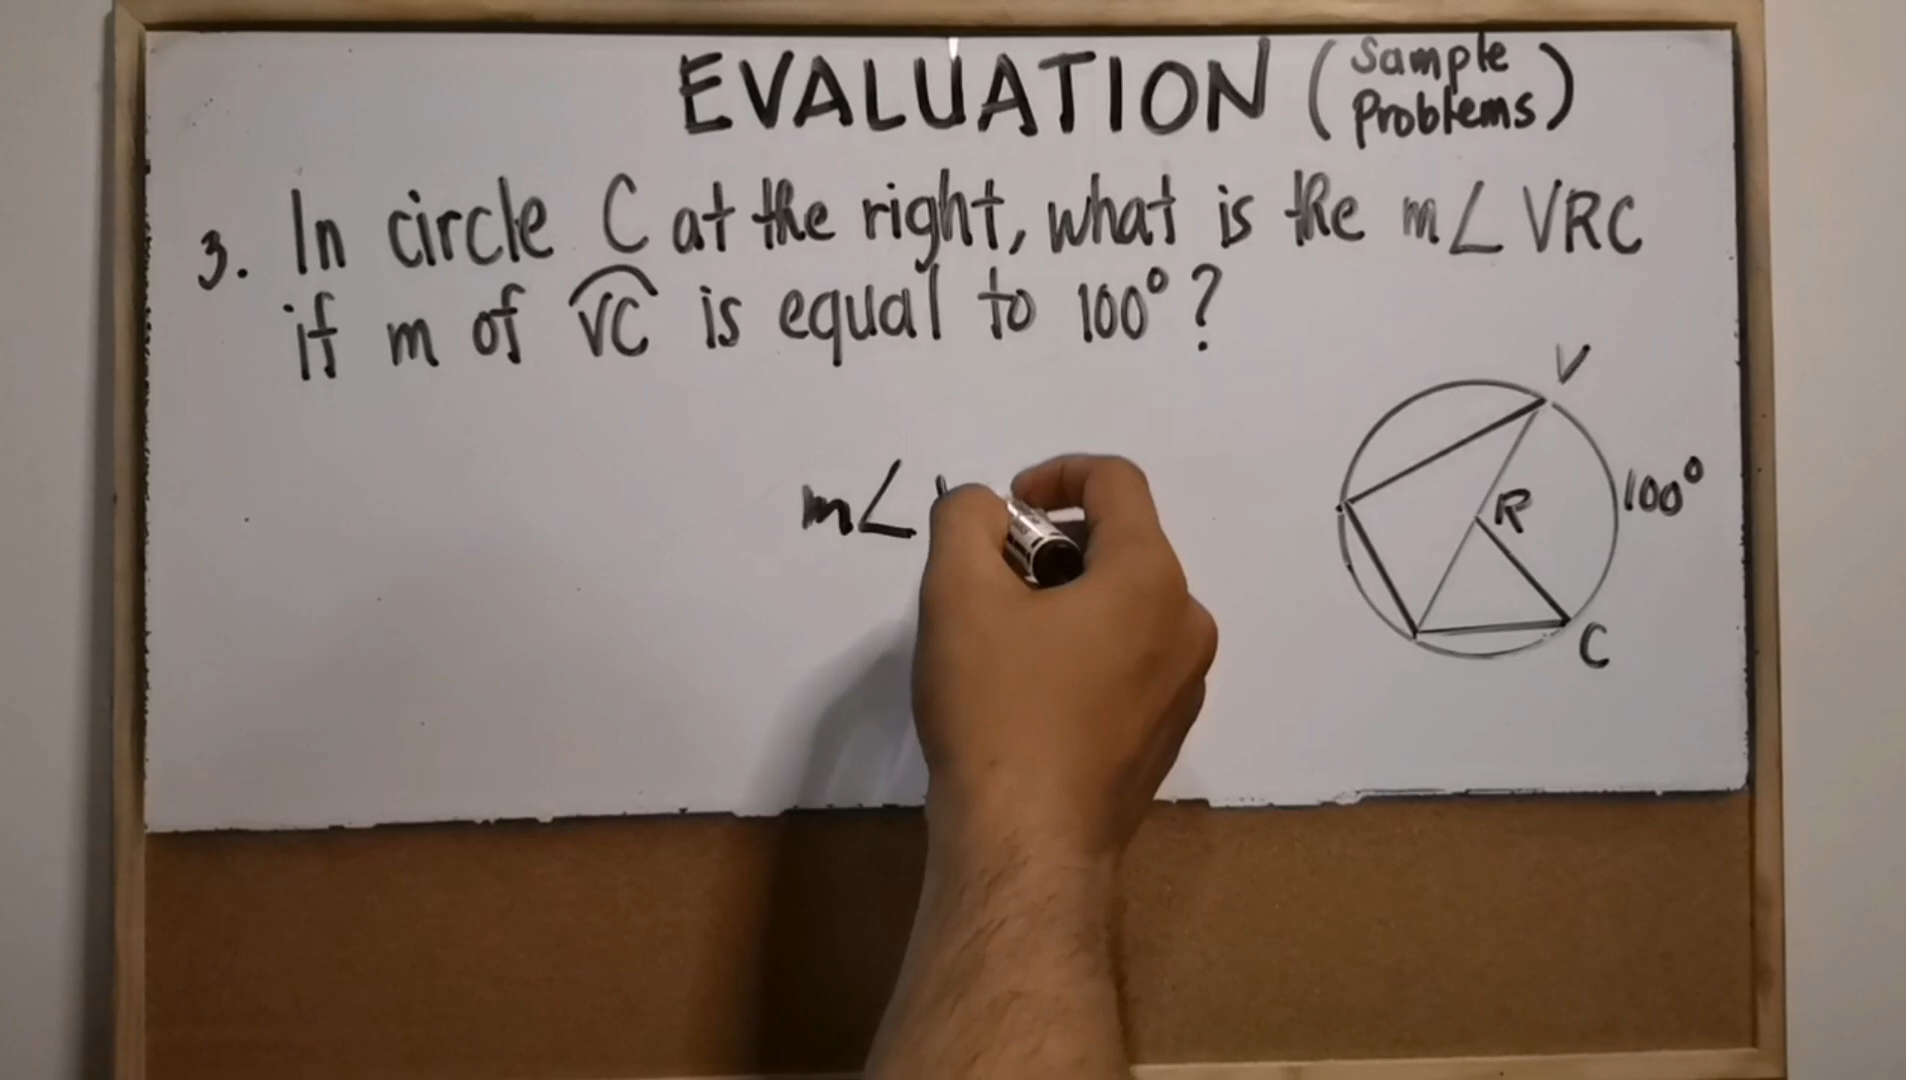 EVALUATION (Sample Problems)
3. In circle C at the right, what is the m∠VRC
if m of VC is equal to 100°?
V
m∠
R
100°
C